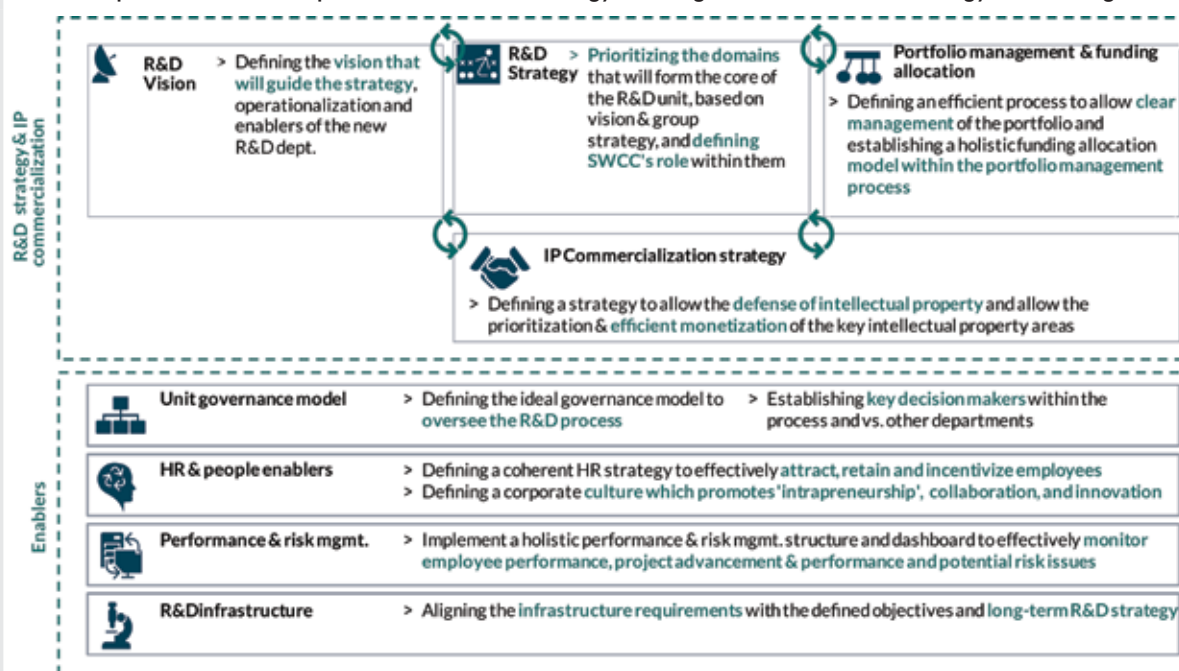 R&D strategy & IP
commercialization
R&D
Vision
> Defining the vision that
will guide the strategy,
operationalization and
enablers of the new
R&D dept.
R&D
Strategy
> Prioritizing the domains
that will form the core of
the R&D unit, based on
vision & group
strategy, and defining
SWCC's role within them
Portfolio management & funding
allocation
> Defining an efficient process to allow clear
management of the portfolio and
establishing a holistic funding allocation
model within the portfolio management
process
IP Commercialization strategy
> Defining a strategy to allow the defense of intellectual property and allow the
prioritization & efficient monetization of the key intellectual property areas
Enablers
Unit governance model
> Defining the ideal governance model to
oversee the R&D process
> Establishing key decision makers within the
process and vs. other departments
HR & people enablers
> Defining a coherent HR strategy to effectively attract, retain and incentivize employees
> Defining a corporate culture which promotes 'intrapreneurship', collaboration, and innovation
Performance & risk mgmt.
> Implement a holistic performance & risk mgmt. structure and dashboard to effectively monitor
employee performance, project advancement & performance and potential risk issues
R&D infrastructure
> Aligning the infrastructure requirements with the defined objectives and long-term R&D strategy